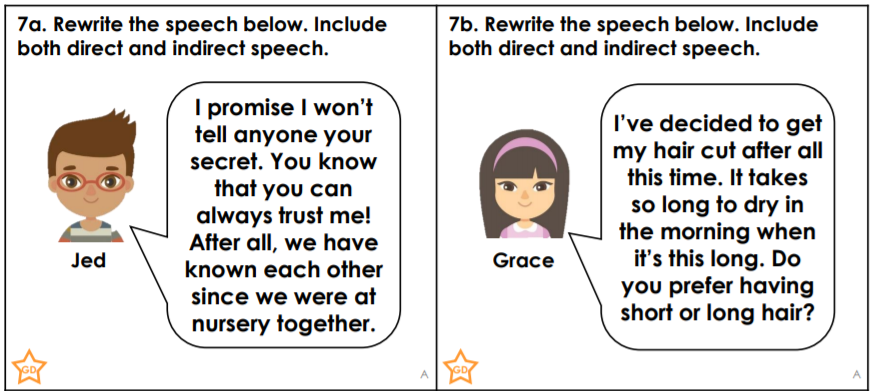 7a. Rewrite the speech below. Include
both direct and indirect speech.
I promise I won't
tell anyone your
secret. You know
that you can
always trust me!
After all, we have
known each other
since we were at
nursery together.
Jed
GD
A
7b. Rewrite the speech below. Include
both direct and indirect speech.
I've decided to get
my hair cut after all
this time. It takes
so long to dry in
the morning when
it's this long. Do
you prefer having
short or long hair?
Grace
GD
A